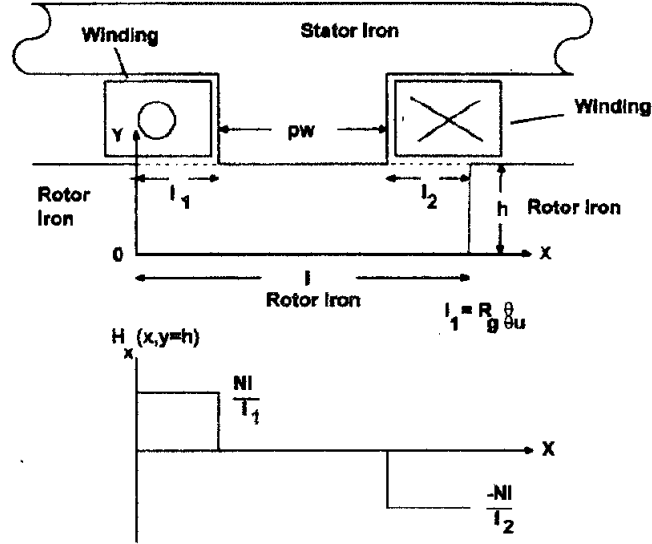 Winding
Stator Iron
Winding
Y
pw
l1
l2
h
Rotor Iron
Rotor Iron
0
X
l
Rotor Iron
l1 = Rg θθu
Hx (x,y=h)
NI
l1
X
-NI
l2